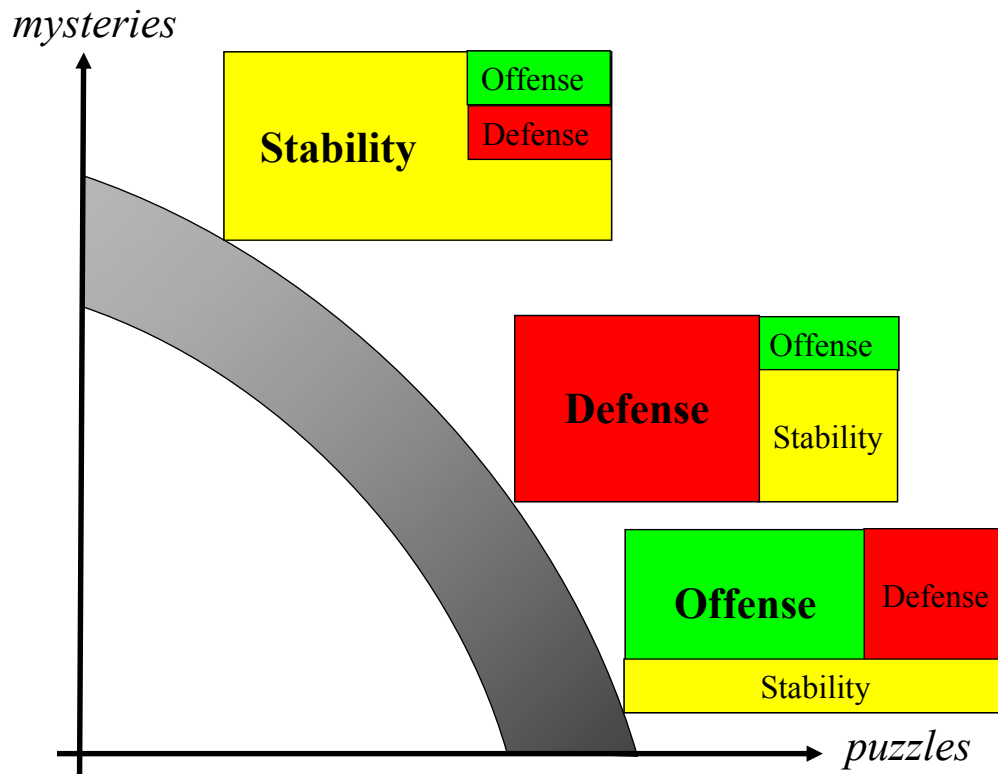 mysteries
Offense
Stability
Defense
Offense
Defense
Stability
Offense
Defense
Stability
puzzles